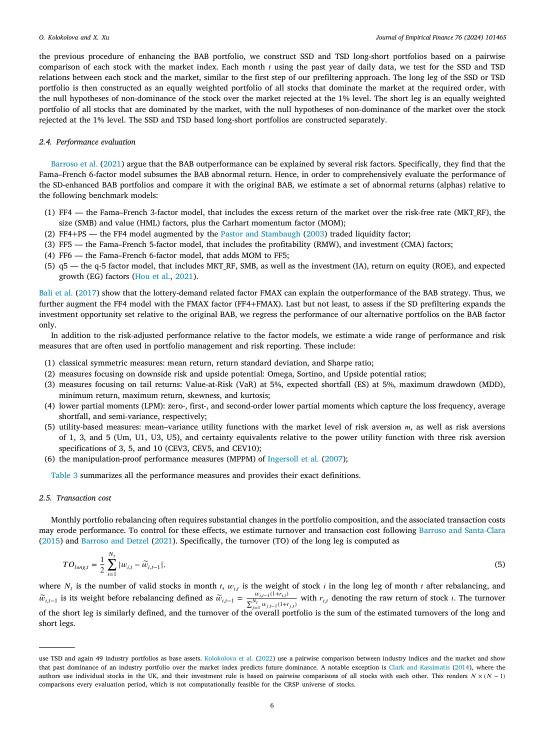 O. Kolokolova and X. Xu
Journal of Empirical Finance 76 (2024) 101465
the previous procedure of enhancing the BAB portfolio, we construct SSD and TSD long-short portfolios based on a pairwise
comparison of each stock with the market index. Each month t using the past year of daily data, we test for the SSD and TSD
relations between each stock and the market, similar to the first step of our prefiltering approach. The long leg of the SSD or TSD
portfolio is then constructed as an equally weighted portfolio of all stocks that dominate the market at the required order, with
the null hypotheses of non-dominance of the stock over the market rejected at the 1% level. The short leg is an equally weighted
portfolio of all stocks that are dominated by the market, with the null hypotheses of non-dominance of the market over the stock
rejected at the 1% level. The SSD and TSD based long-short portfolios are constructed separately.
2.4. Performance evaluation
Barroso et al. (2021) argue that the BAB outperformance can be explained by several risk factors. Specifically, they find that the
Fama–French 6-factor model subsumes the BAB abnormal return. Hence, in order to comprehensively evaluate the performance of
the SD-enhanced BAB portfolios and compare it with the original BAB, we estimate a set of abnormal returns (alphas) relative to
the following benchmark models:
(1) FF4 — the Fama–French 3-factor model, that includes the excess return of the market over the risk-free rate (MKT_RF), the
size (SMB) and value (HML) factors, plus the Carhart momentum factor (MOM);
(2) FF4+PS — the FF4 model augmented by the Pastor and Stambaugh (2003) traded liquidity factor;
(3) FF5 — the Fama–French 5-factor model, that includes the profitability (RMW), and investment (CMA) factors;
(4) FF6 — the Fama–French 6-factor model, that adds MOM to FF5;
(5) q5 — the q-5 factor model, that includes MKT_RF, SMB, as well as the investment (IA), return on equity (ROE), and expected
growth (EG) factors (Hou et al., 2021).
Bali et al. (2017) show that the lottery-demand related factor FMAX can explain the outperformance of the BAB strategy. Thus, we
further augment the FF4 model with the FMAX factor (FF4+FMAX). Last but not least, to assess if the SD prefiltering expands the
investment opportunity set relative to the original BAB, we regress the performance of our alternative portfolios on the BAB factor
only.
In addition to the risk-adjusted performance relative to the factor models, we estimate a wide range of performance and risk
measures that are often used in portfolio management and risk reporting. These include:
(1) classical symmetric measures: mean return, return standard deviation, and Sharpe ratio;
(2) measures focusing on downside risk and upside potential: Omega, Sortino, and Upside potential ratios;
(3) measures focusing on tail returns: Value-at-Risk (VaR) at 5%, expected shortfall (ES) at 5%, maximum drawdown (MDD),
minimum return, maximum return, skewness, and kurtosis;
(4) lower partial moments (LPM): zero-, first-, and second-order lower partial moments which capture the loss frequency, average
shortfall, and semi-variance, respectively;
(5) utility-based measures: mean–variance utility functions with the market level of risk aversion m, as well as risk aversions
of 1, 3, and 5 (Um, U1, U3, U5), and certainty equivalents relative to the power utility function with three risk aversion
specifications of 3, 5, and 10 (CEV3, CEV5, and CEV10);
(6) the manipulation-proof performance measures (MPPM) of Ingersoll et al. (2007);
Table 3 summarizes all the performance measures and provides their exact definitions.
2.5. Transaction cost
Monthly portfolio rebalancing often requires substantial changes in the portfolio composition, and the associated transaction costs
may erode performance. To control for these effects, we estimate turnover and transaction cost following Barroso and Santa-Clara
(2015) and Barroso and Detzel (2021). Specifically, the turnover (TO) of the long leg is computed as
TO_{long,t} = \frac{1}{2} \sum_{i=1}^{N_t} |w_{i,t} − \tilde{w}_{i,t−1}|, (5)
where N_t is the number of valid stocks in month t, w_{i,t} is the weight of stock i in the long leg of month t after rebalancing, and
\tilde{w}_{i,t−1} is its weight before rebalancing defined as \tilde{w}_{i,t−1} = \frac{w_{i,t−1}(1+r_{i,t})}{\sum_{j=1}^{N_t} w_{j,t−1}(1+r_{j,t})} with r_{i,t} denoting the raw return of stock i. The turnover
of the short leg is similarly defined, and the turnover of the overall portfolio is the sum of the estimated turnovers of the long and
short legs.
use TSD and again 49 industry portfolios as base assets. Kolokolova et al. (2022) use a pairwise comparison between industry indices and the market and show
that past dominance of an industry portfolio over the market index predicts future dominance. A notable exception is Clark and Kassimatis (2014), where the
authors use individual stocks in the UK, and their investment rule is based on pairwise comparisons of all stocks with each other. This renders N × (N − 1)
comparisons every evaluation period, which is not computationally feasible for the CRSP universe of stocks.
6